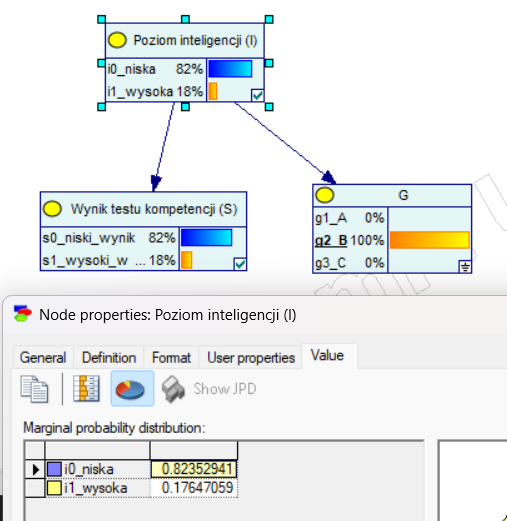 Poziom inteligencji (I)
i0_niska 82%
i1_wysoka 18%
Wynik testu kompetencji (S)
s0_niski_wynik 82%
s1_wysoki_w ... 18%
G
g1_A 0%
g2_B 100%
g3_C 0%
Node properties: Poziom inteligencji (I)
General Definition Format User properties Value
Show JPD
Marginal probability distribution:
i0_niska 0.82352941
i1_wysoka 0.17647059